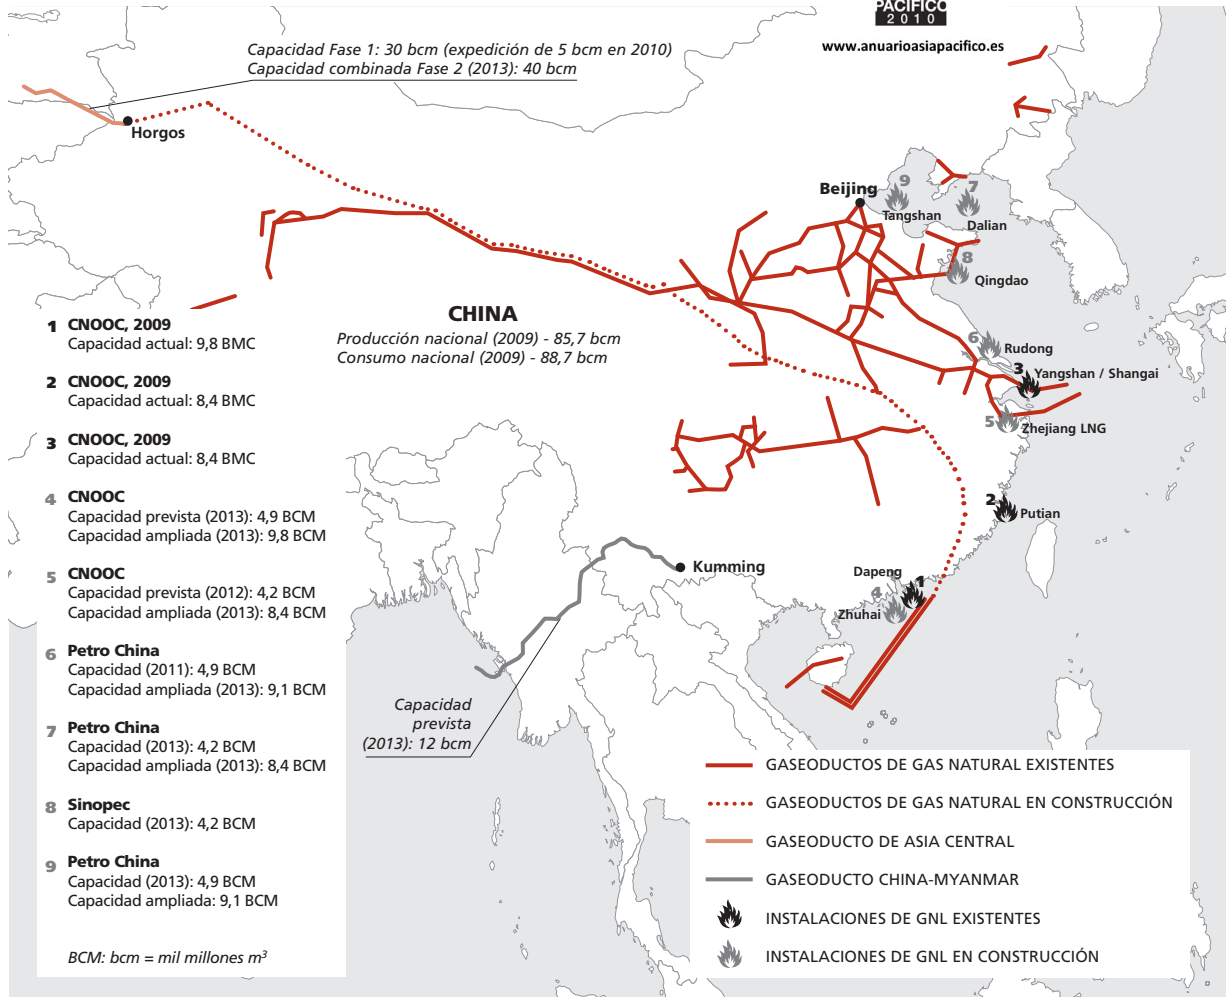 PACÍFICO
2010
www.anuarioasiapacifico.es
Capacidad Fase 1: 30 bcm (expedición de 5 bcm en 2010)
Capacidad combinada Fase 2 (2013): 40 bcm
Horgos
Beijing
9
Tangshan
7
Dalian
8
Qingdao
CHINA
Producción nacional (2009) - 85,7 bcm
Consumo nacional (2009) - 88,7 bcm
6
Rudong
3
Yangshan / Shangai
5
Zhejiang LNG
2
Putian
Kumming
Dapeng
1
4
Zhuhai
Capacidad
prevista
(2013): 12 bcm
1 CNOOC, 2009
Capacidad actual: 9,8 BMC
2 CNOOC, 2009
Capacidad actual: 8,4 BMC
3 CNOOC, 2009
Capacidad actual: 8,4 BMC
4 CNOOC
Capacidad prevista (2013): 4,9 BCM
Capacidad ampliada (2013): 9,8 BCM
5 CNOOC
Capacidad prevista (2012): 4,2 BCM
Capacidad ampliada (2013): 8,4 BCM
6 Petro China
Capacidad (2011): 4,9 BCM
Capacidad ampliada (2013): 9,1 BCM
7 Petro China
Capacidad (2013): 4,2 BCM
Capacidad ampliada (2013): 8,4 BCM
8 Sinopec
Capacidad (2013): 4,2 BCM
9 Petro China
Capacidad (2013): 4,9 BCM
Capacidad ampliada: 9,1 BCM
BCM: bcm = mil millones m³
GASEODUCTOS DE GAS NATURAL EXISTENTES
GASEODUCTOS DE GAS NATURAL EN CONSTRUCCIÓN
GASEODUCTO DE ASIA CENTRAL
GASEODUCTO CHINA-MYANMAR
INSTALACIONES DE GNL EXISTENTES
INSTALACIONES DE GNL EN CONSTRUCCIÓN